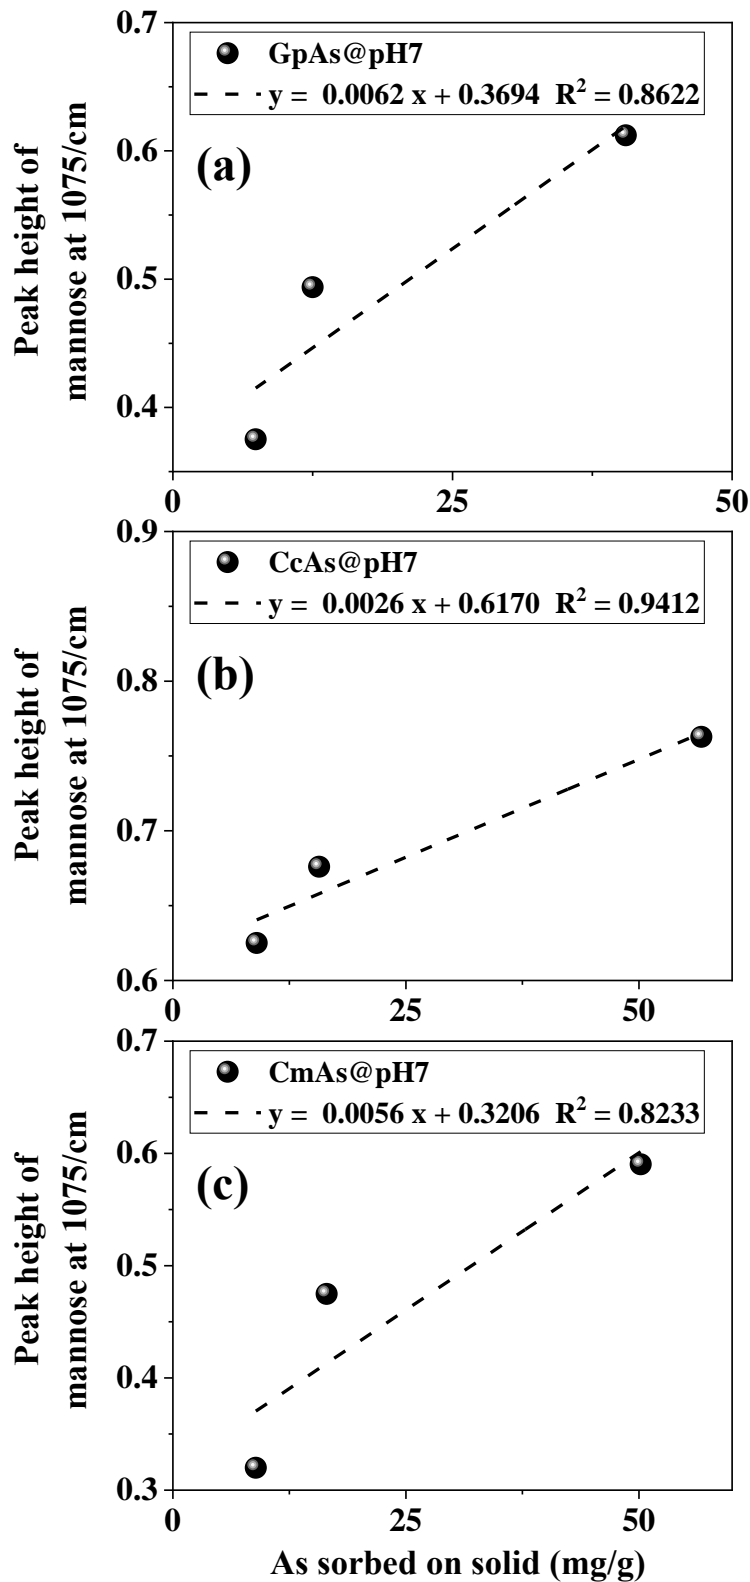 0.7
GpAs@pH7
y = 0.0062 x + 0.3694 R² = 0.8622
(a)
0.6
0.5
0.4
Peak height of
mannose at 1075/cm
0
25
50
0.9
CcAs@pH7
y = 0.0026 x + 0.6170 R² = 0.9412
(b)
0.8
0.7
0.6
Peak height of
mannose at 1075/cm
0
25
50
0.7
CmAs@pH7
y = 0.0056 x + 0.3206 R² = 0.8233
(c)
0.6
0.5
0.4
0.3
Peak height of
mannose at 1075/cm
0
25
50
As sorbed on solid (mg/g)